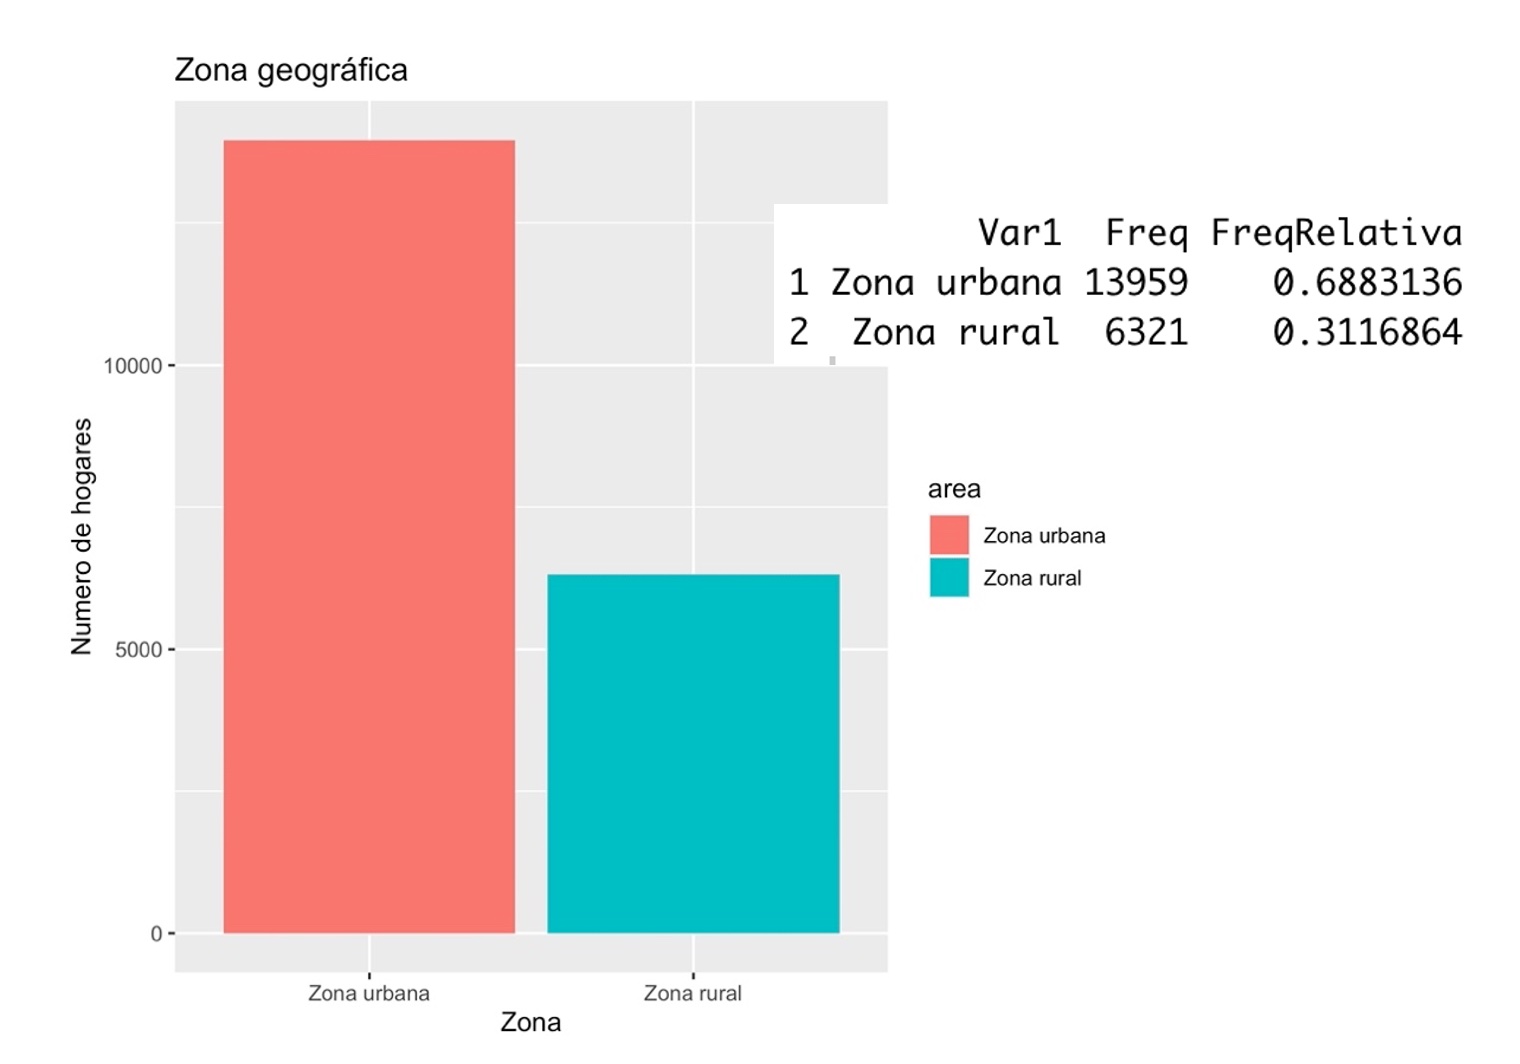 Zona geográfica
Var1 Freq FreqRelativa
1 Zona urbana 13959 0.6883136
2 Zona rural 6321 0.3116864
10000
5000
0
Numero de hogares
area
Zona urbana
Zona rural
Zona urbana Zona rural
Zona